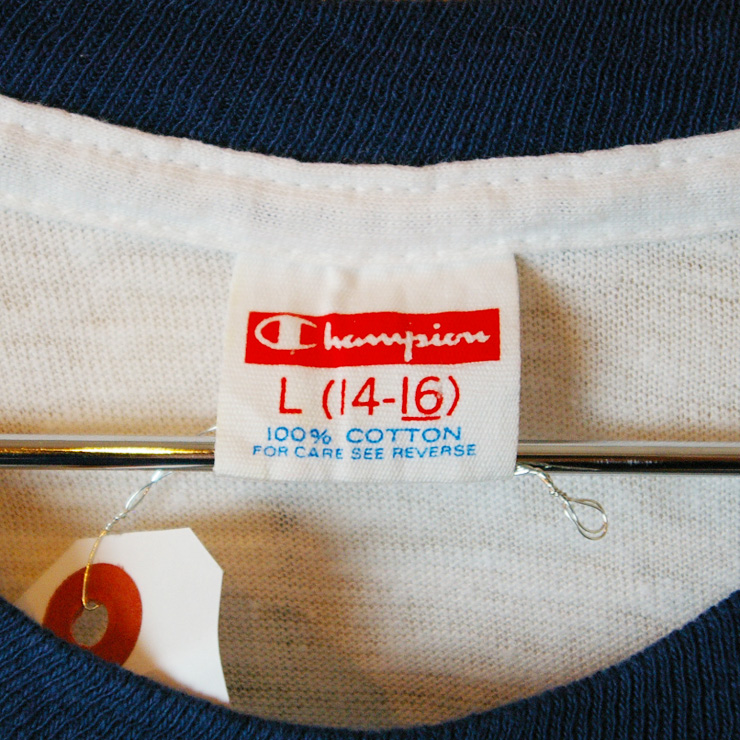 Champion
L (14-16)
100% COTTON
FOR CARE SEE REVERSE